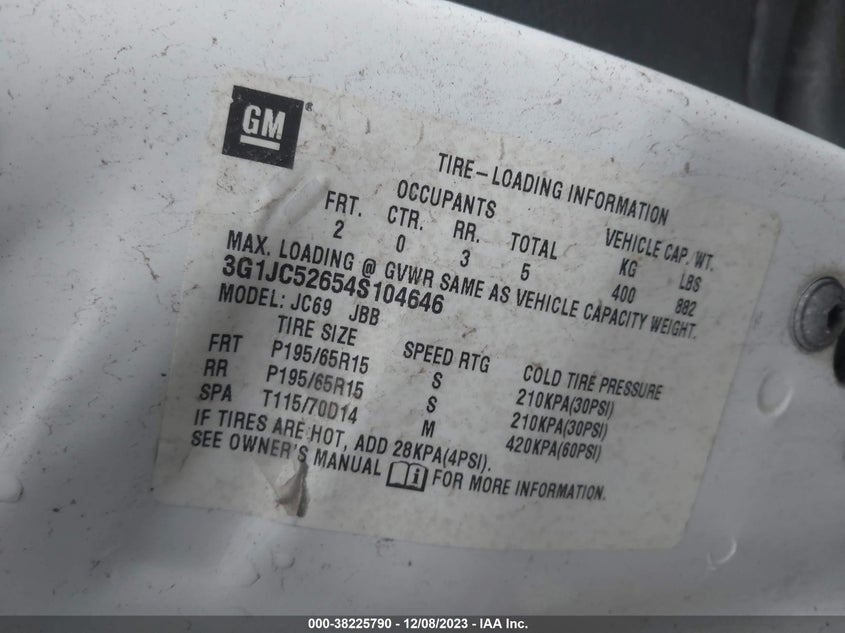 GM®
TIRE-LOADING INFORMATION
OCCUPANTS VEHICLE CAP. WT.
FRT. CTR. RR. TOTAL KG LBS
2 0 3 5 400 882
MAX. LOADING @ GVWR SAME AS VEHICLE CAPACITY WEIGHT.
3G1JC52654S104646
MODEL: JC69 JBB
TIRE SIZE SPEED RTG COLD TIRE PRESSURE
FRT P195/65R15 S 210KPA(30PSI)
RR P195/65R15 S 210KPA(30PSI)
SPA T115/70D14 M 420KPA(60PSI)
IF TIRES ARE HOT, ADD 28KPA(4PSI).
SEE OWNER'S MANUAL FOR MORE INFORMATION.
000-38225790 - 12/08/2023 - IAA Inc.